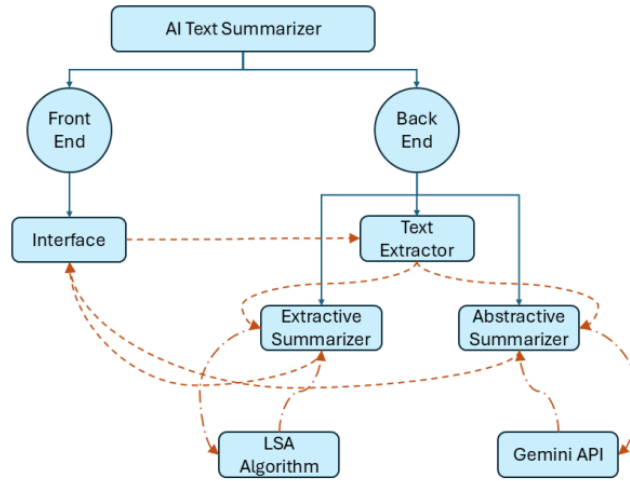 AI Text Summarizer
Front
End
Back
End
Interface
Text
Extractor
Extractive
Summarizer
Abstractive
Summarizer
LSA
Algorithm
Gemini API